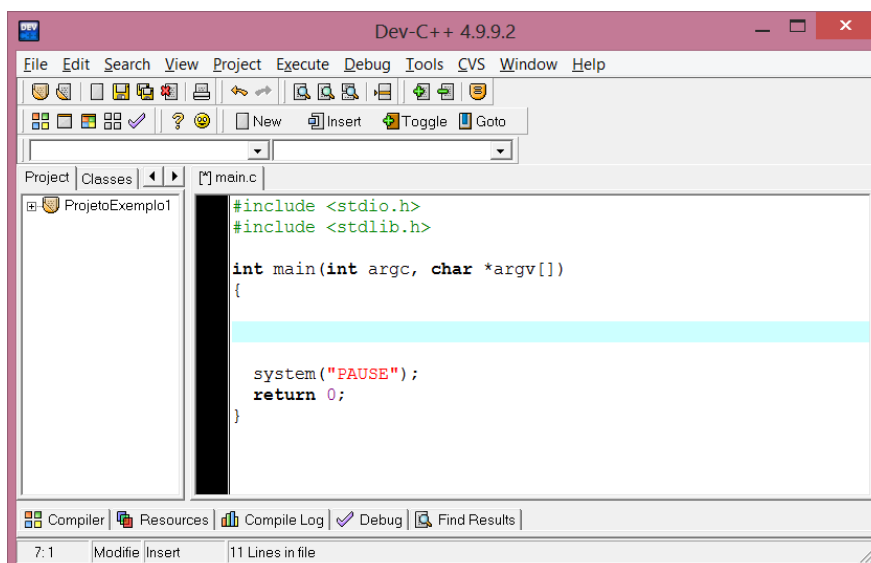 DEV
Dev-C++ 4.9.9.2
File Edit Search View Project Execute Debug Tools CVS Window Help
New Insert Toggle Goto
Project Classes [*] main.c
ProjetoExemplo1
#include <stdio.h>
#include <stdlib.h>
int main(int argc, char *argv[])
{
system("PAUSE");
return 0;
}
Compiler Resources Compile Log Debug Find Results
7: 1 Modifie Insert 11 Lines in file